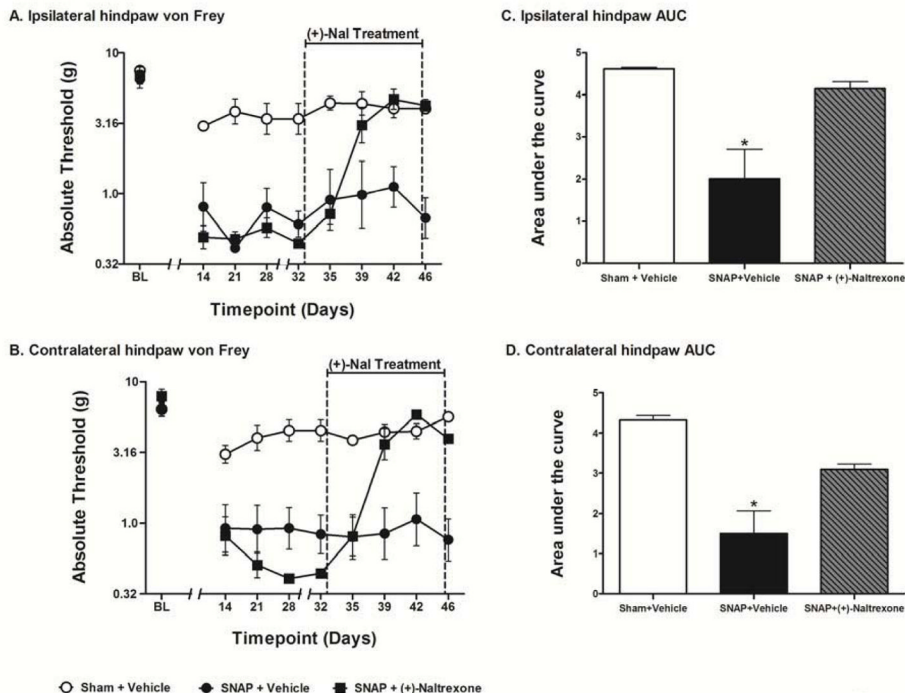 A. Ipsilateral hindpaw von Frey
(+)-Nal Treatment
Absolute Threshold (g)
10
3.16
1.0
0.32
BL 14 21 28 32 35 39 42 46
Timepoint (Days)
C. Ipsilateral hindpaw AUC
Area under the curve
5
4
3
2
1
0
*
Sham + Vehicle SNAP+Vehicle SNAP + (+)-Naltrexone
B. Contralateral hindpaw von Frey
(+)-Nal Treatment
Absolute Threshold (g)
10
3.16
1.0
0.32
BL 14 21 28 32 35 39 42 46
Timepoint (Days)
D. Contralateral hindpaw AUC
Area under the curve
5
4
3
2
1
0
*
Sham+Vehicle SNAP+Vehicle SNAP+(+)-Naltrexone
Sham + Vehicle SNAP + Vehicle SNAP + (+)-Naltrexone